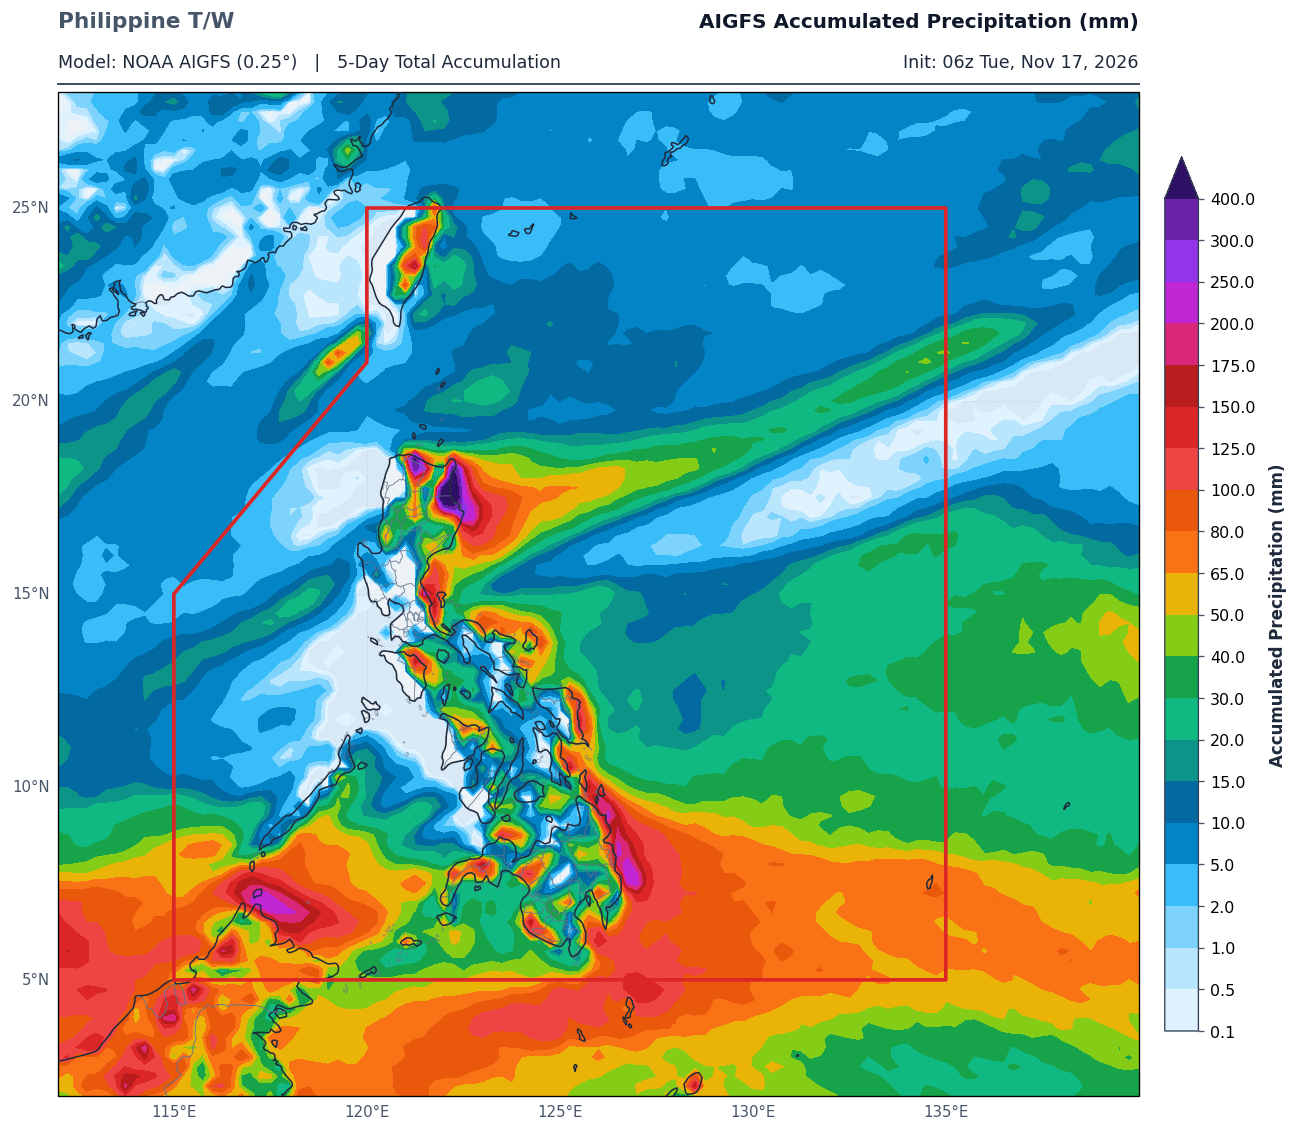 Philippine T/W
AIGFS Accumulated Precipitation (mm)
Model: NOAA AIGFS (0.25°)   |   5-Day Total Accumulation
Init: 06z Tue, Nov 17, 2026
25°N
20°N
15°N
10°N
5°N
115°E
120°E
125°E
130°E
135°E
400.0
300.0
250.0
200.0
175.0
150.0
125.0
100.0
80.0
65.0
50.0
40.0
30.0
20.0
15.0
10.0
5.0
2.0
1.0
0.5
0.1
Accumulated Precipitation (mm)